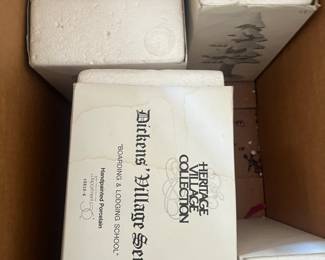 HERITAGE
VILLAGE
COLLECTION
Dickens' Village Ser
"BOARDING & LODGING SCHOOL"
Handpainted Porcelain